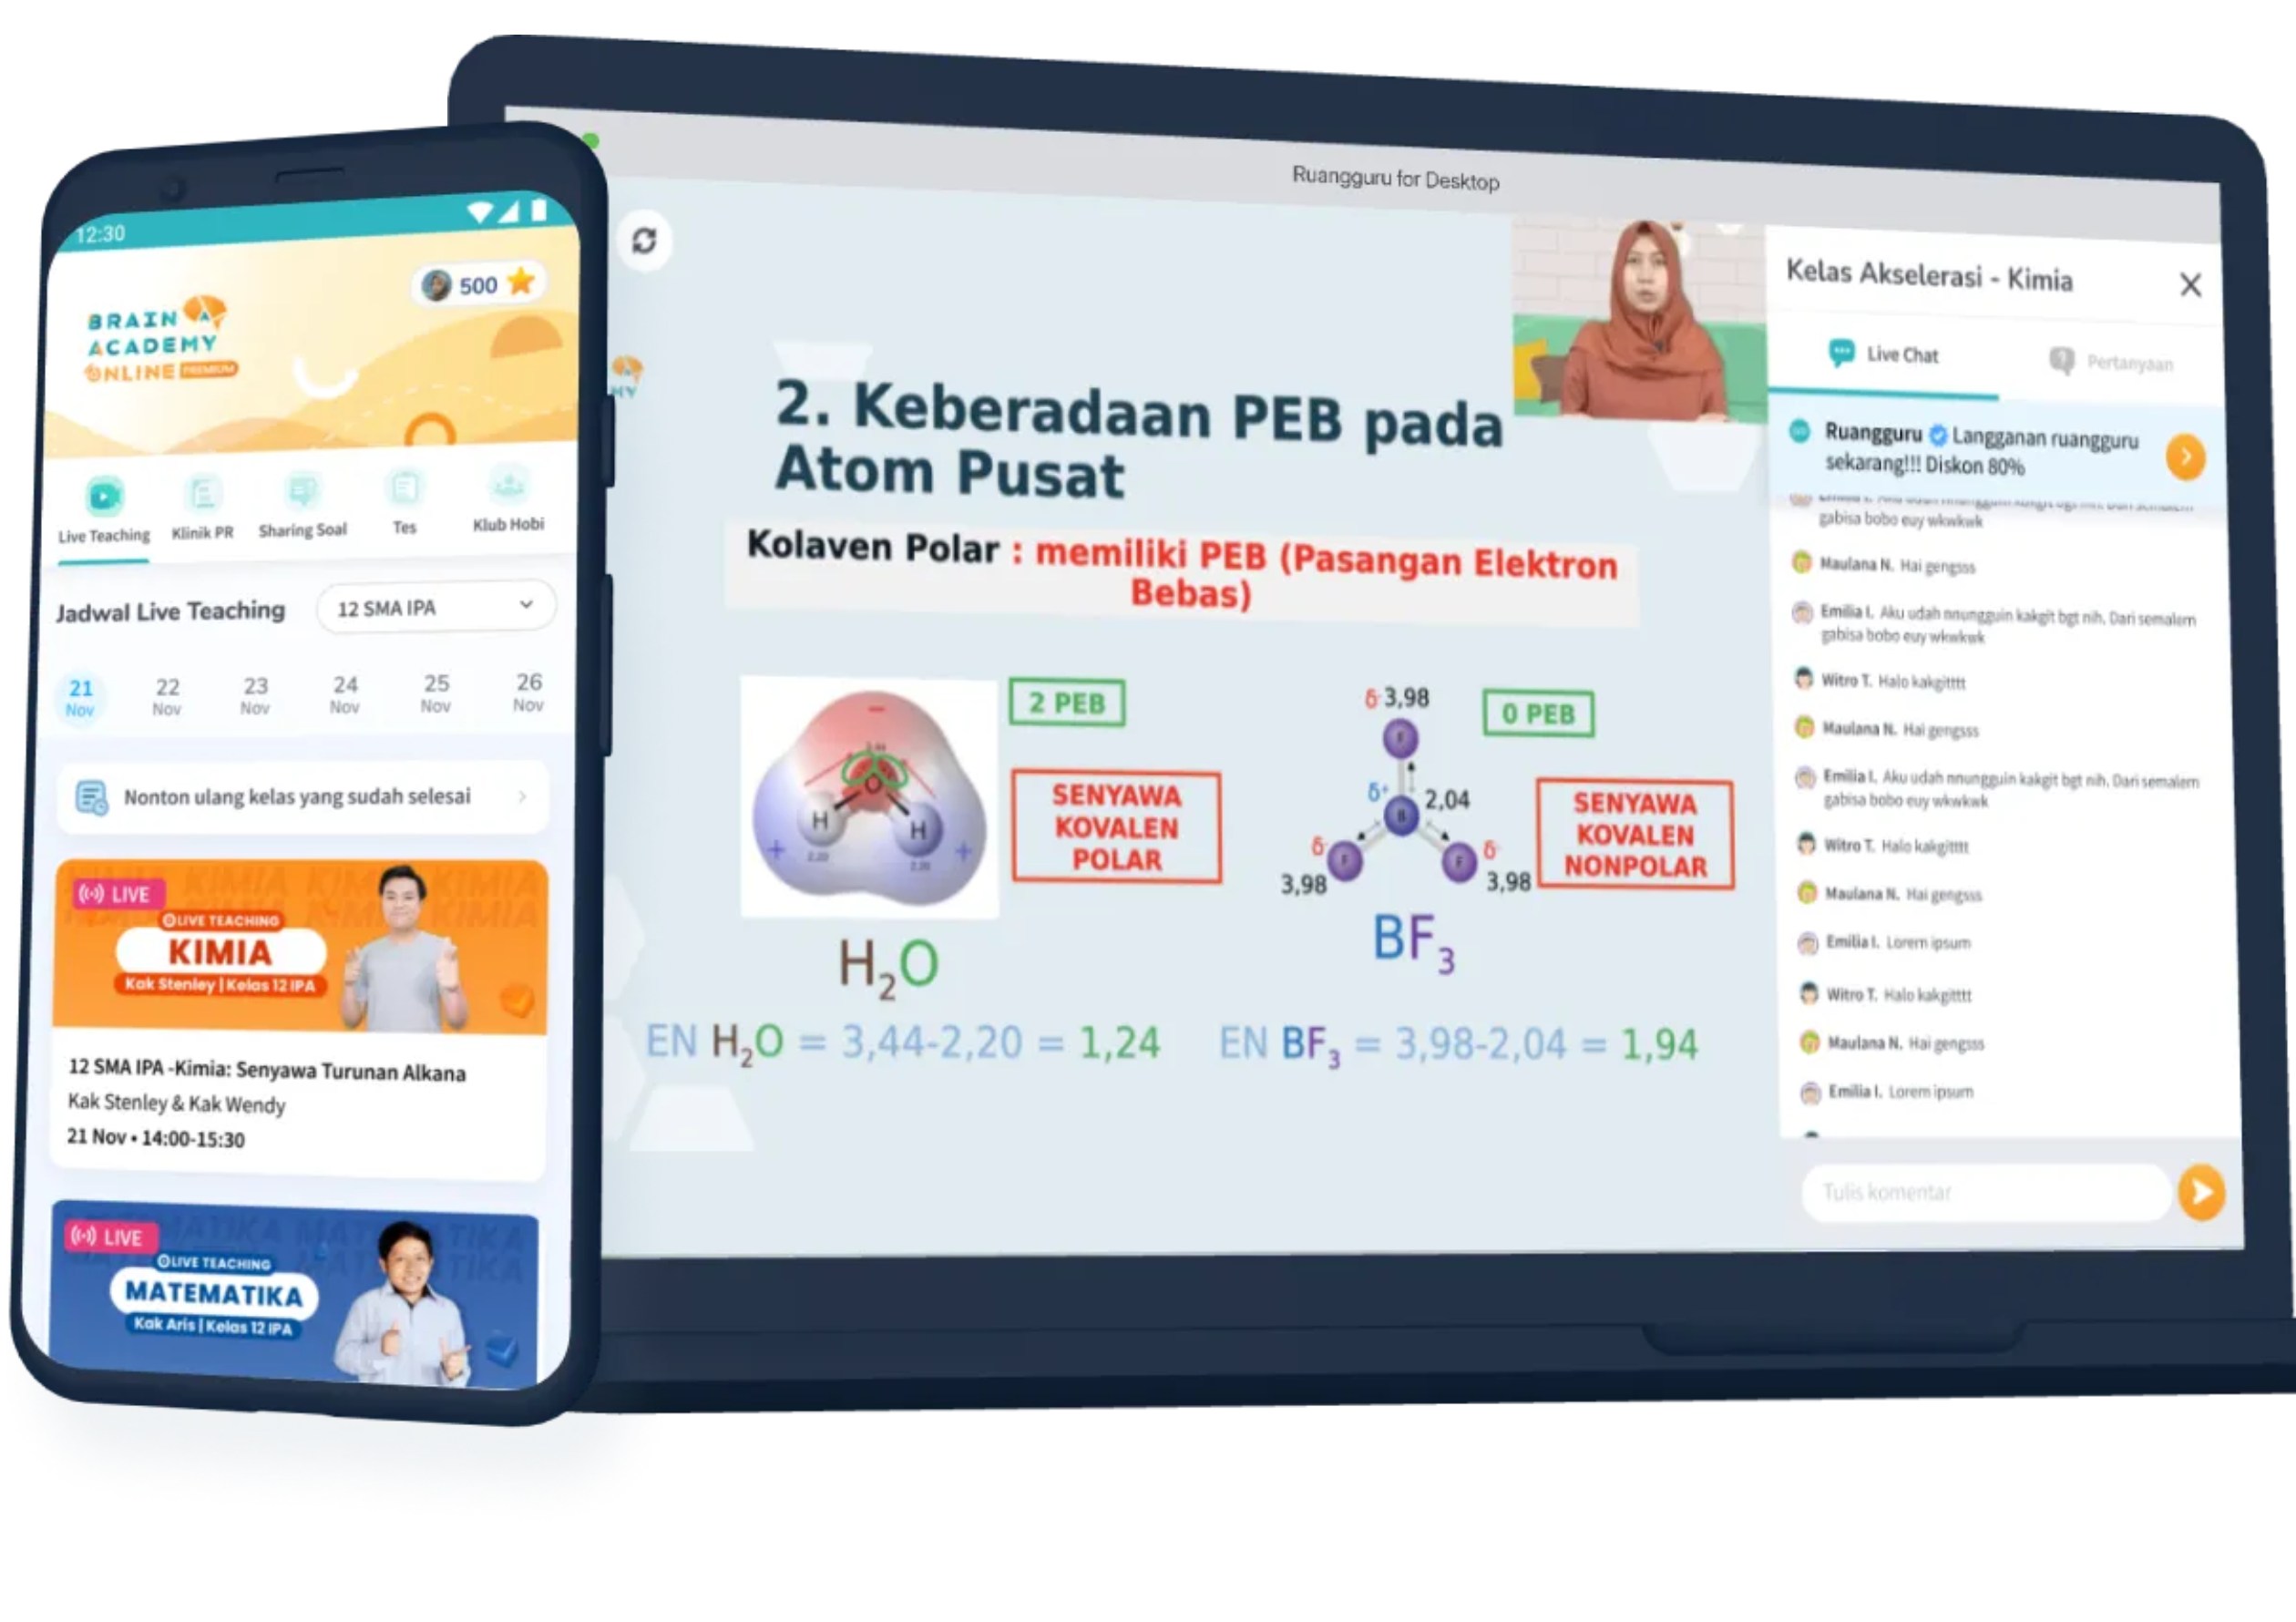 12:30
500
BRAIN
ACADEMY
ONLINE PREMIUM
Live Teaching
Klinik PR
Sharing Soal
Tes
Klub Hobi
Jadwal Live Teaching
12 SMA IPA
21 Nov
22 Nov
23 Nov
24 Nov
25 Nov
26 Nov
Nonton ulang kelas yang sudah selesai
LIVE
LIVE TEACHING
KIMIA
Kak Stenley | Kelas 12 IPA
12 SMA IPA -Kimia: Senyawa Turunan Alkana
Kak Stenley & Kak Wendy
21 Nov • 14:00-15:30
LIVE
LIVE TEACHING
MATEMATIKA
Kak Aris | Kelas 12 IPA
Ruangguru for Desktop
2. Keberadaan PEB pada
Atom Pusat
Kolaven Polar : memiliki PEB (Pasangan Elektron
Bebas)
2 PEB
SENYAWA
KOVALEN
POLAR
−
O
H
H
+
+
H₂O
EN H₂O = 3,44-2,20 = 1,24
0 PEB
SENYAWA
KOVALEN
NONPOLAR
δ- 3,98
F
δ+
B
2,04
δ-
F
3,98
F
δ-
3,98
BF₃
EN BF₃ = 3,98-2,04 = 1,94
Kelas Akselerasi - Kimia
Live Chat
Pertanyaan
Ruangguru Langganan ruangguru
sekarang!!! Diskon 80%
gabisa bobo euy wkwkwk
Maulana N. Hai gengsss
Emilia I. Aku udah nnungguin kakgit bgt nih. Dari semalem
gabisa bobo euy wkwkwk
Witro T. Halo kakgitttt
Maulana N. Hai gengsss
Emilia I. Aku udah nnungguin kakgit bgt nih. Dari semalem
gabisa bobo euy wkwkwk
Witro T. Halo kakgitttt
Maulana N. Hai gengsss
Emilia I. Lorem ipsum
Witro T. Halo kakgitttt
Maulana N. Hai gengsss
Emilia I. Lorem ipsum
Tulis komentar